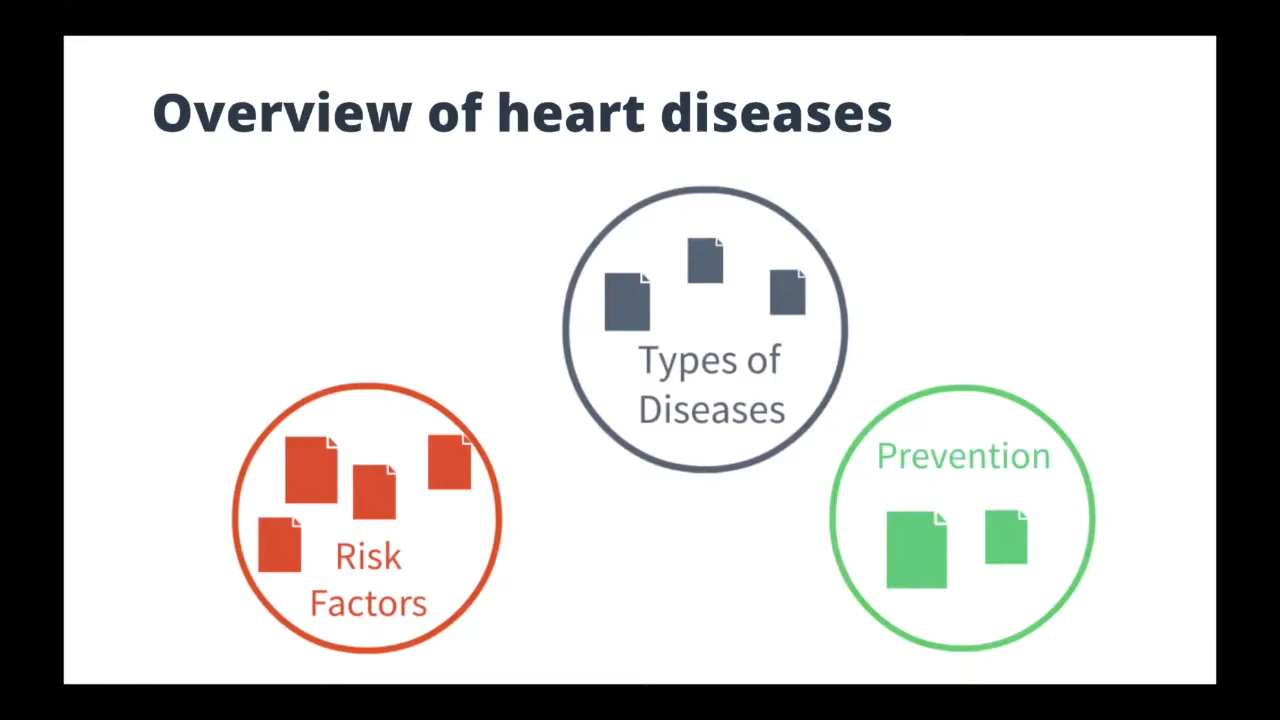 Overview of heart diseases
Types of
Diseases
Prevention
Risk
Factors